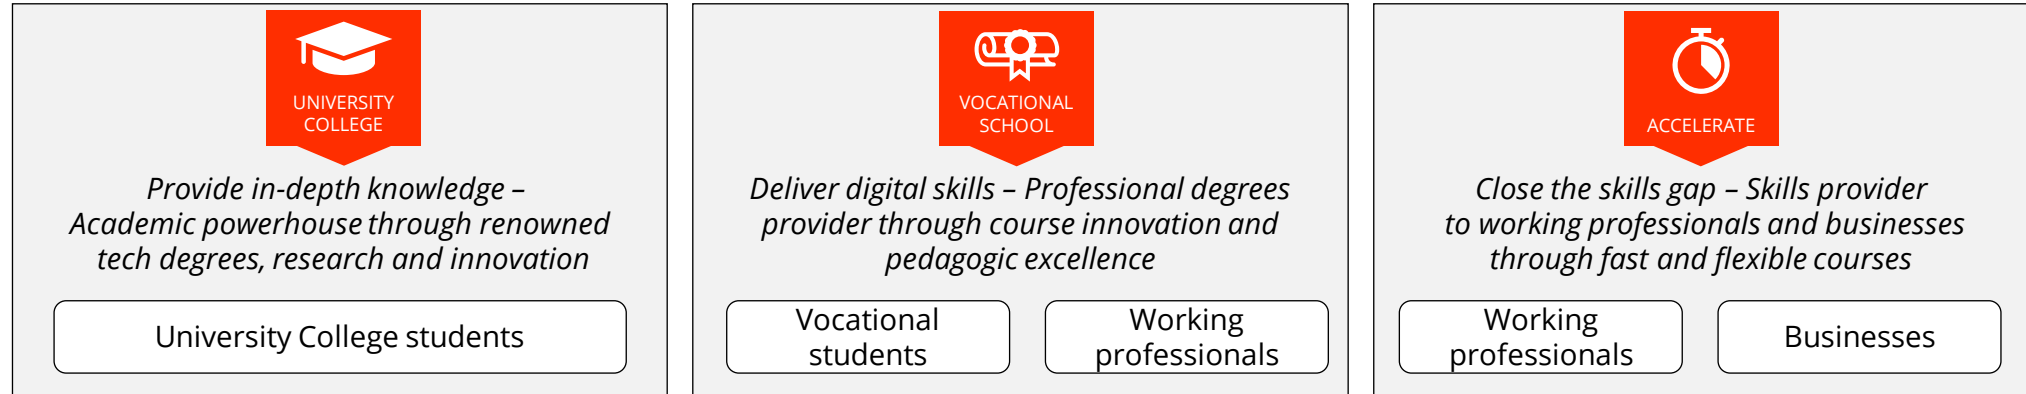 UNIVERSITY
COLLEGE
Provide in-depth knowledge –
Academic powerhouse through renowned
tech degrees, research and innovation
University College students
VOCATIONAL
SCHOOL
Deliver digital skills – Professional degrees
provider through course innovation and
pedagogic excellence
Vocational
students
Working
professionals
ACCELERATE
Close the skills gap – Skills provider
to working professionals and businesses
through fast and flexible courses
Working
professionals
Businesses